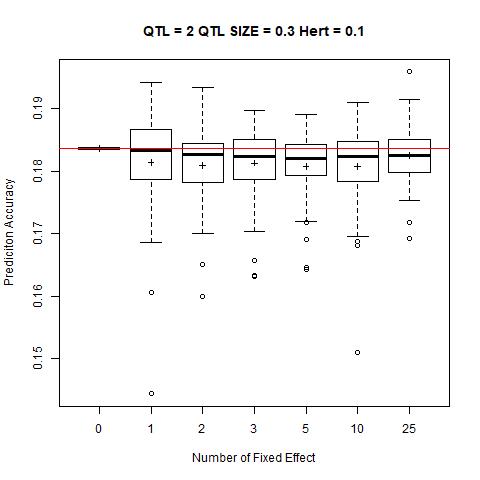 QTL = 2 QTL SIZE = 0.3 Hert = 0.1
Prediciton Accuracy
0.19
0.18
0.17
0.16
0.15
0 1 2 3 5 10 25
Number of Fixed Effect